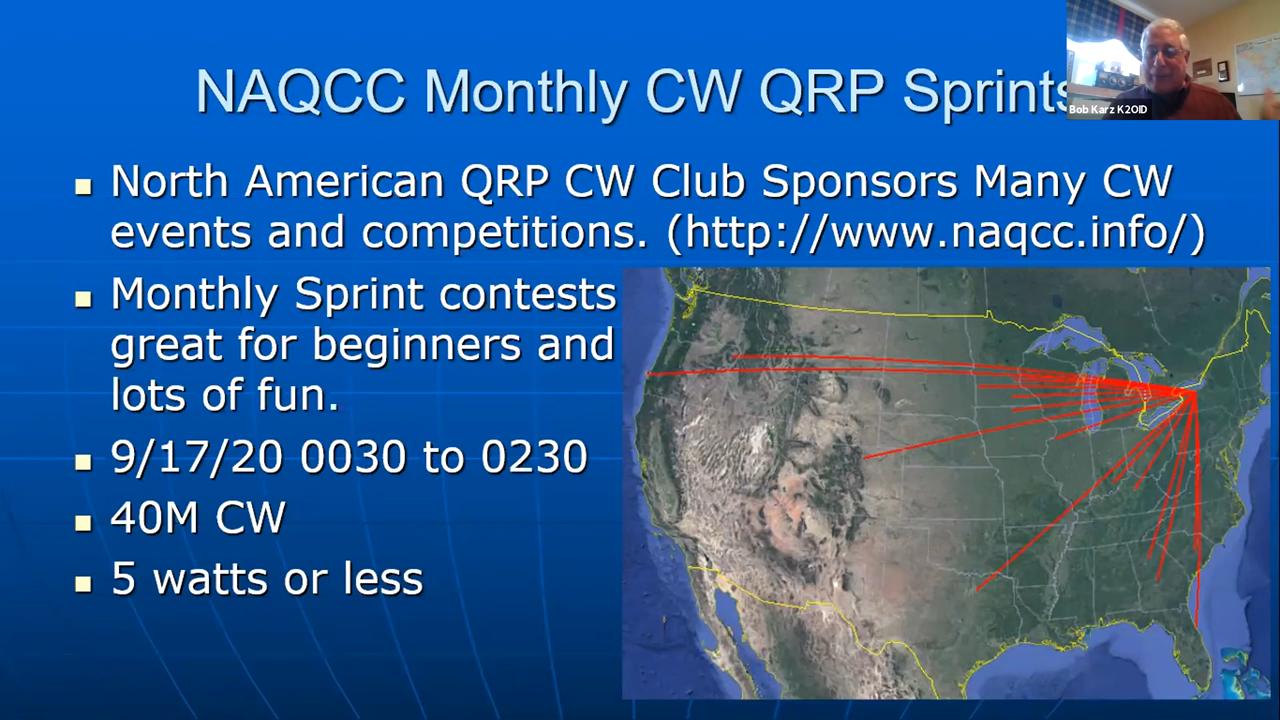 NAQCC Monthly CW QRP Sprints
Bob Karz K2OID
North American QRP CW Club Sponsors Many CW
events and competitions. (http://www.naqcc.info/)
Monthly Sprint contests
great for beginners and
lots of fun.
9/17/20 0030 to 0230
40M CW
5 watts or less